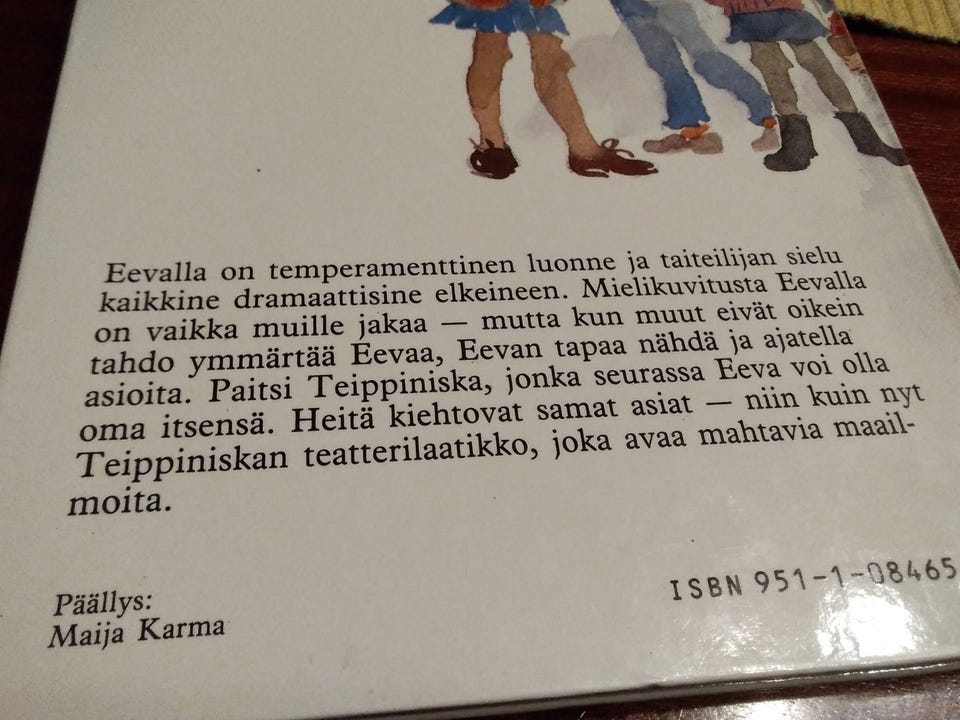 Eevalla on temperamenttinen luonne ja taiteilijan sielu
kaikkine dramaattisine elkeineen. Mielikuvitusta Eevalla
on vaikka muille jakaa — mutta kun muut eivät oikein
tahdo ymmärtää Eevaa, Eevan tapaa nähdä ja ajatella
asioita. Paitsi Teippiniska, jonka seurassa Eeva voi olla
oma itsensä. Heitä kiehtovat samat asiat — niin kuin nyt
Teippiniskan teatterilaatikko, joka avaa mahtavia maail-
moita.
Päällys:
Maija Karma
ISBN 951-1-08465